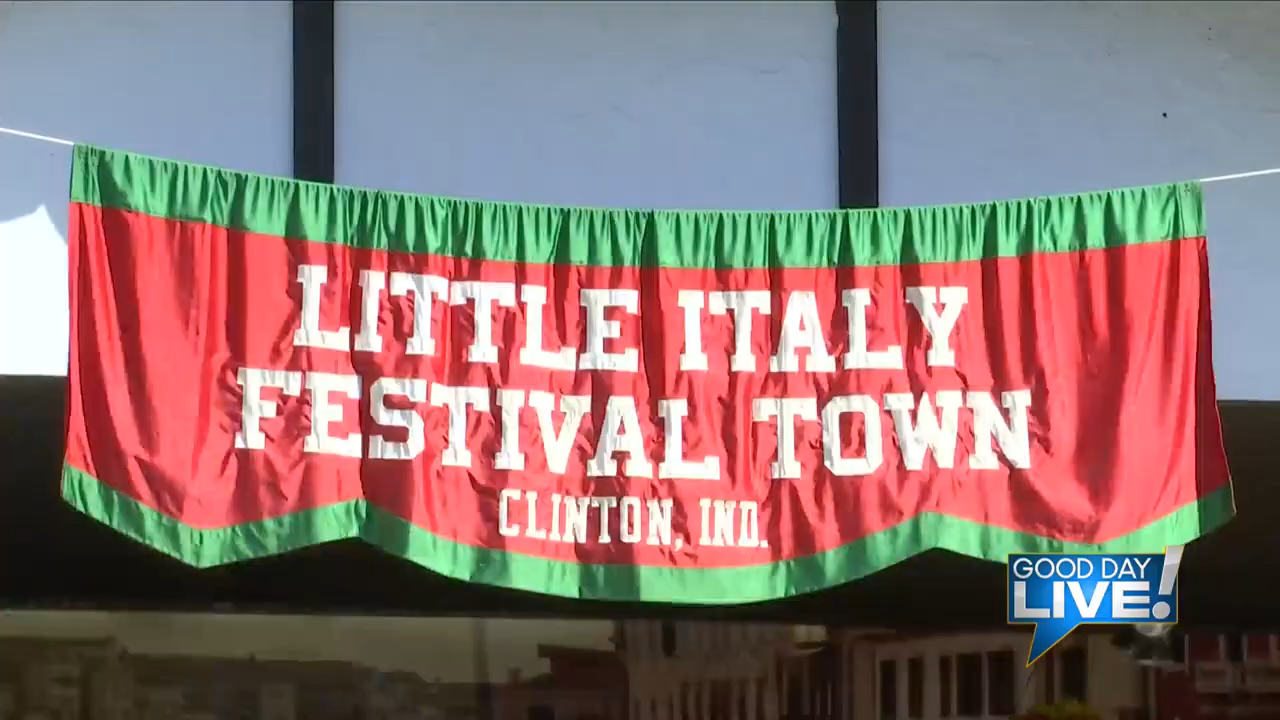 LITTLE ITALY
FESTIVAL TOWN
CLINTON, IND.
GOOD DAY
LIVE!